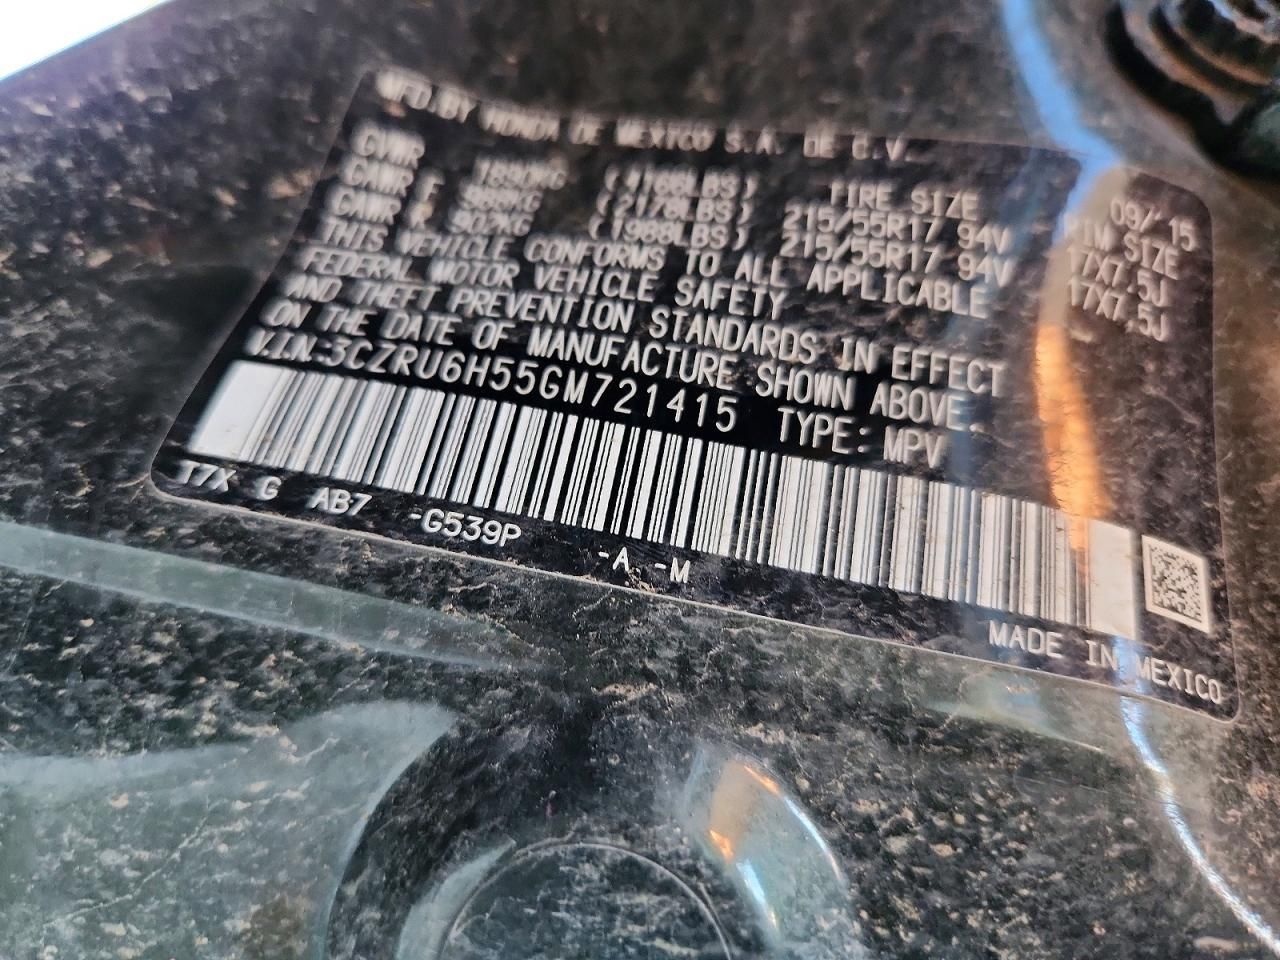 MFD.BY HONDA DE MEXICO S.A. DE C.V. 09/'15
GVWR 1890KG (4166LBS) TIRE SIZE RIM SIZE
GAWR F 988KG (2178LBS) 215/55R17 94V 17X7.5J
GAWR R 902KG (1988LBS) 215/55R17 94V 17X7.5J
THIS VEHICLE CONFORMS TO ALL APPLICABLE
FEDERAL MOTOR VEHICLE SAFETY
AND THEFT PREVENTION STANDARDS IN EFFECT
ON THE DATE OF MANUFACTURE SHOWN ABOVE.
V.I.N.:3CZRU6H55GM721415 TYPE: MPV
T7X G AB7 -G539P -A -M
MADE IN MEXICO